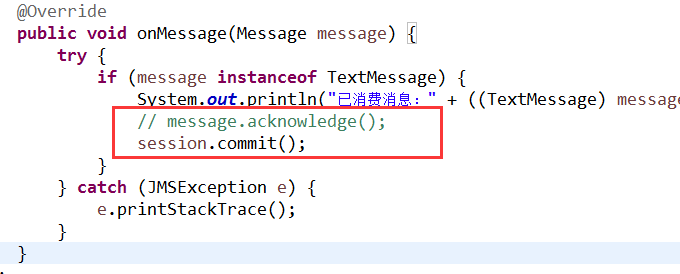 @Override
public void onMessage(Message message) {
try {
if (message instanceof TextMessage) {
System.out.println("已消费消息：" + ((TextMessage) messag
// message.acknowledge();
session.commit();
}
} catch (JMSException e) {
e.printStackTrace();
}
}